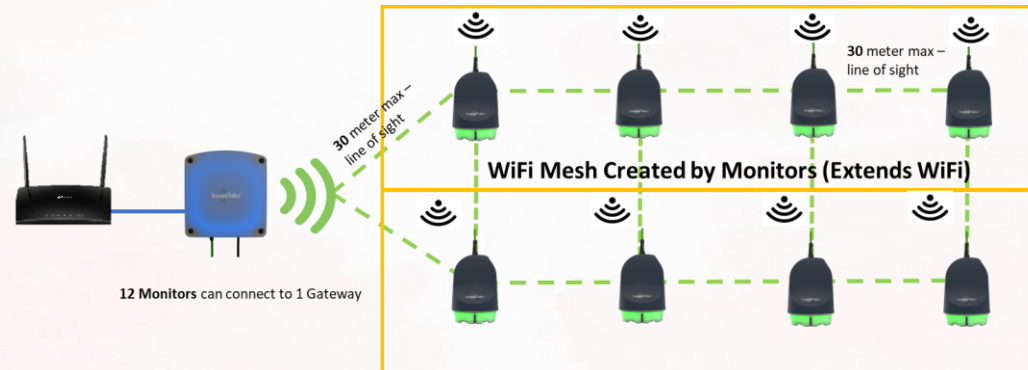 30 meter max –
line of sight
30 meter max –
line of sight
WiFi Mesh Created by Monitors (Extends WiFi)
SoundTalks
12 Monitors can connect to 1 Gateway